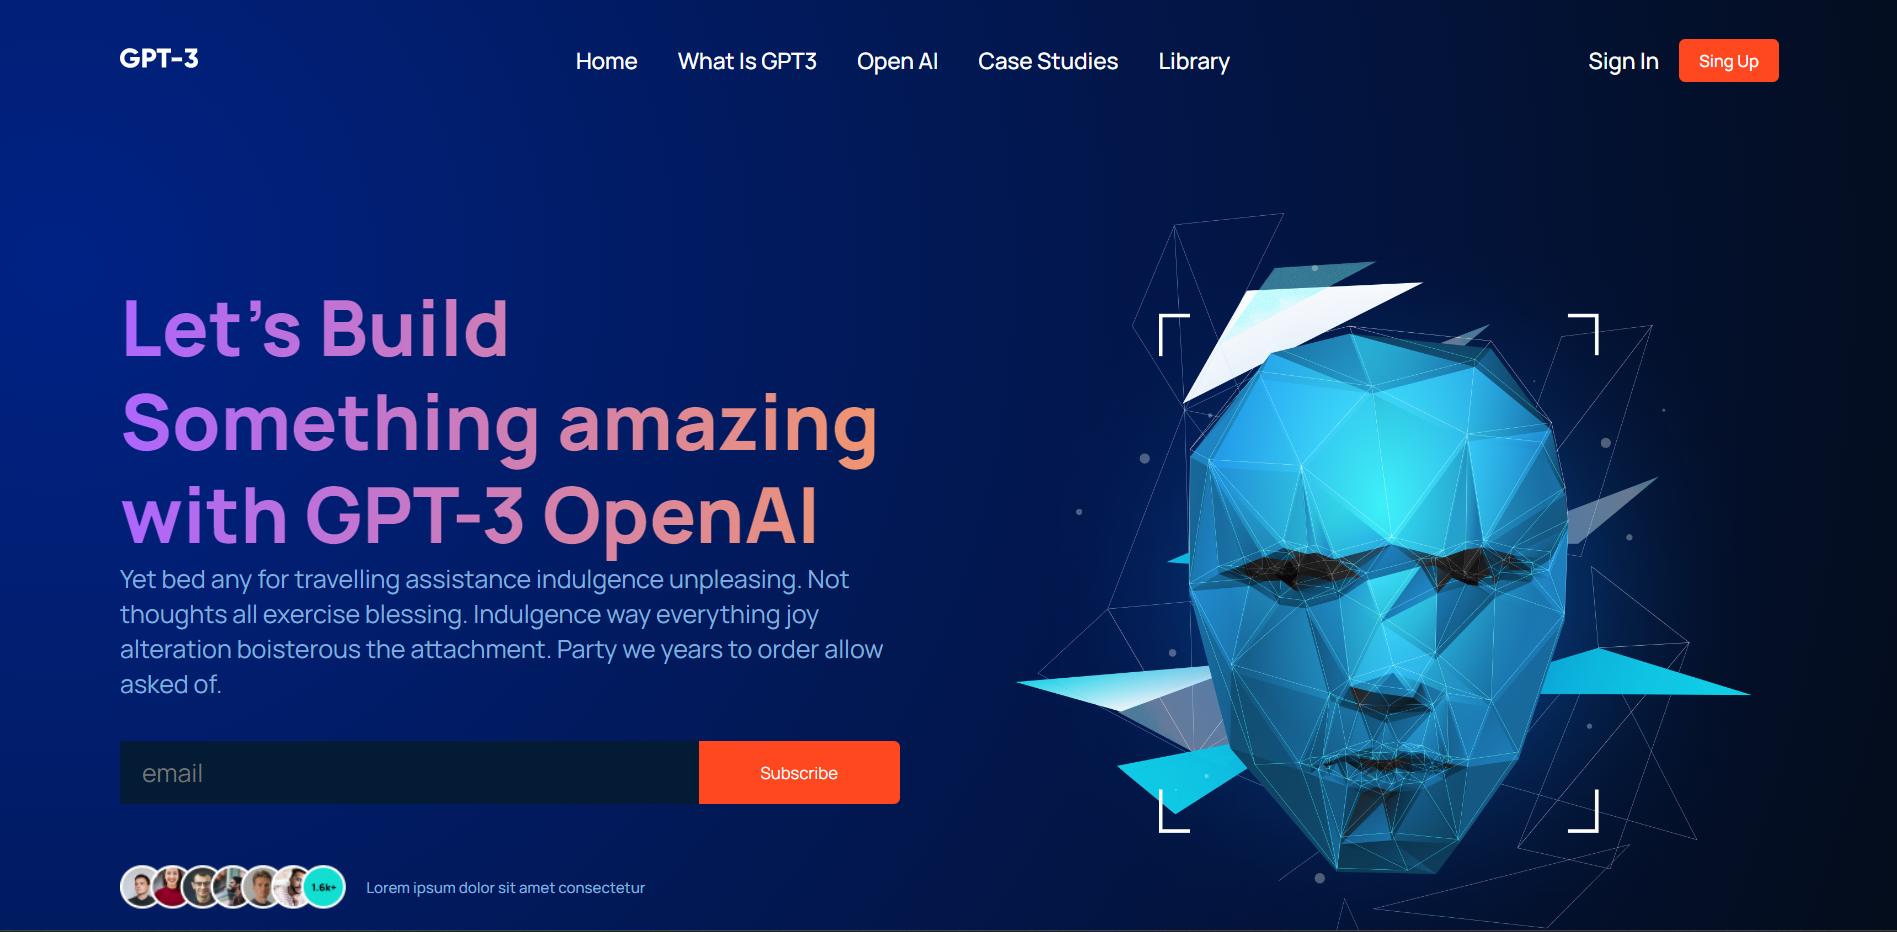 GPT-3
Home What Is GPT3 Open AI Case Studies Library
Sign In Sing Up
Let’s Build
Something amazing
with GPT-3 OpenAI
Yet bed any for travelling assistance indulgence unpleasing. Not
thoughts all exercise blessing. Indulgence way everything joy
alteration boisterous the attachment. Party we years to order allow
asked of.
email
Subscribe
1.6k+
Lorem ipsum dolor sit amet consectetur